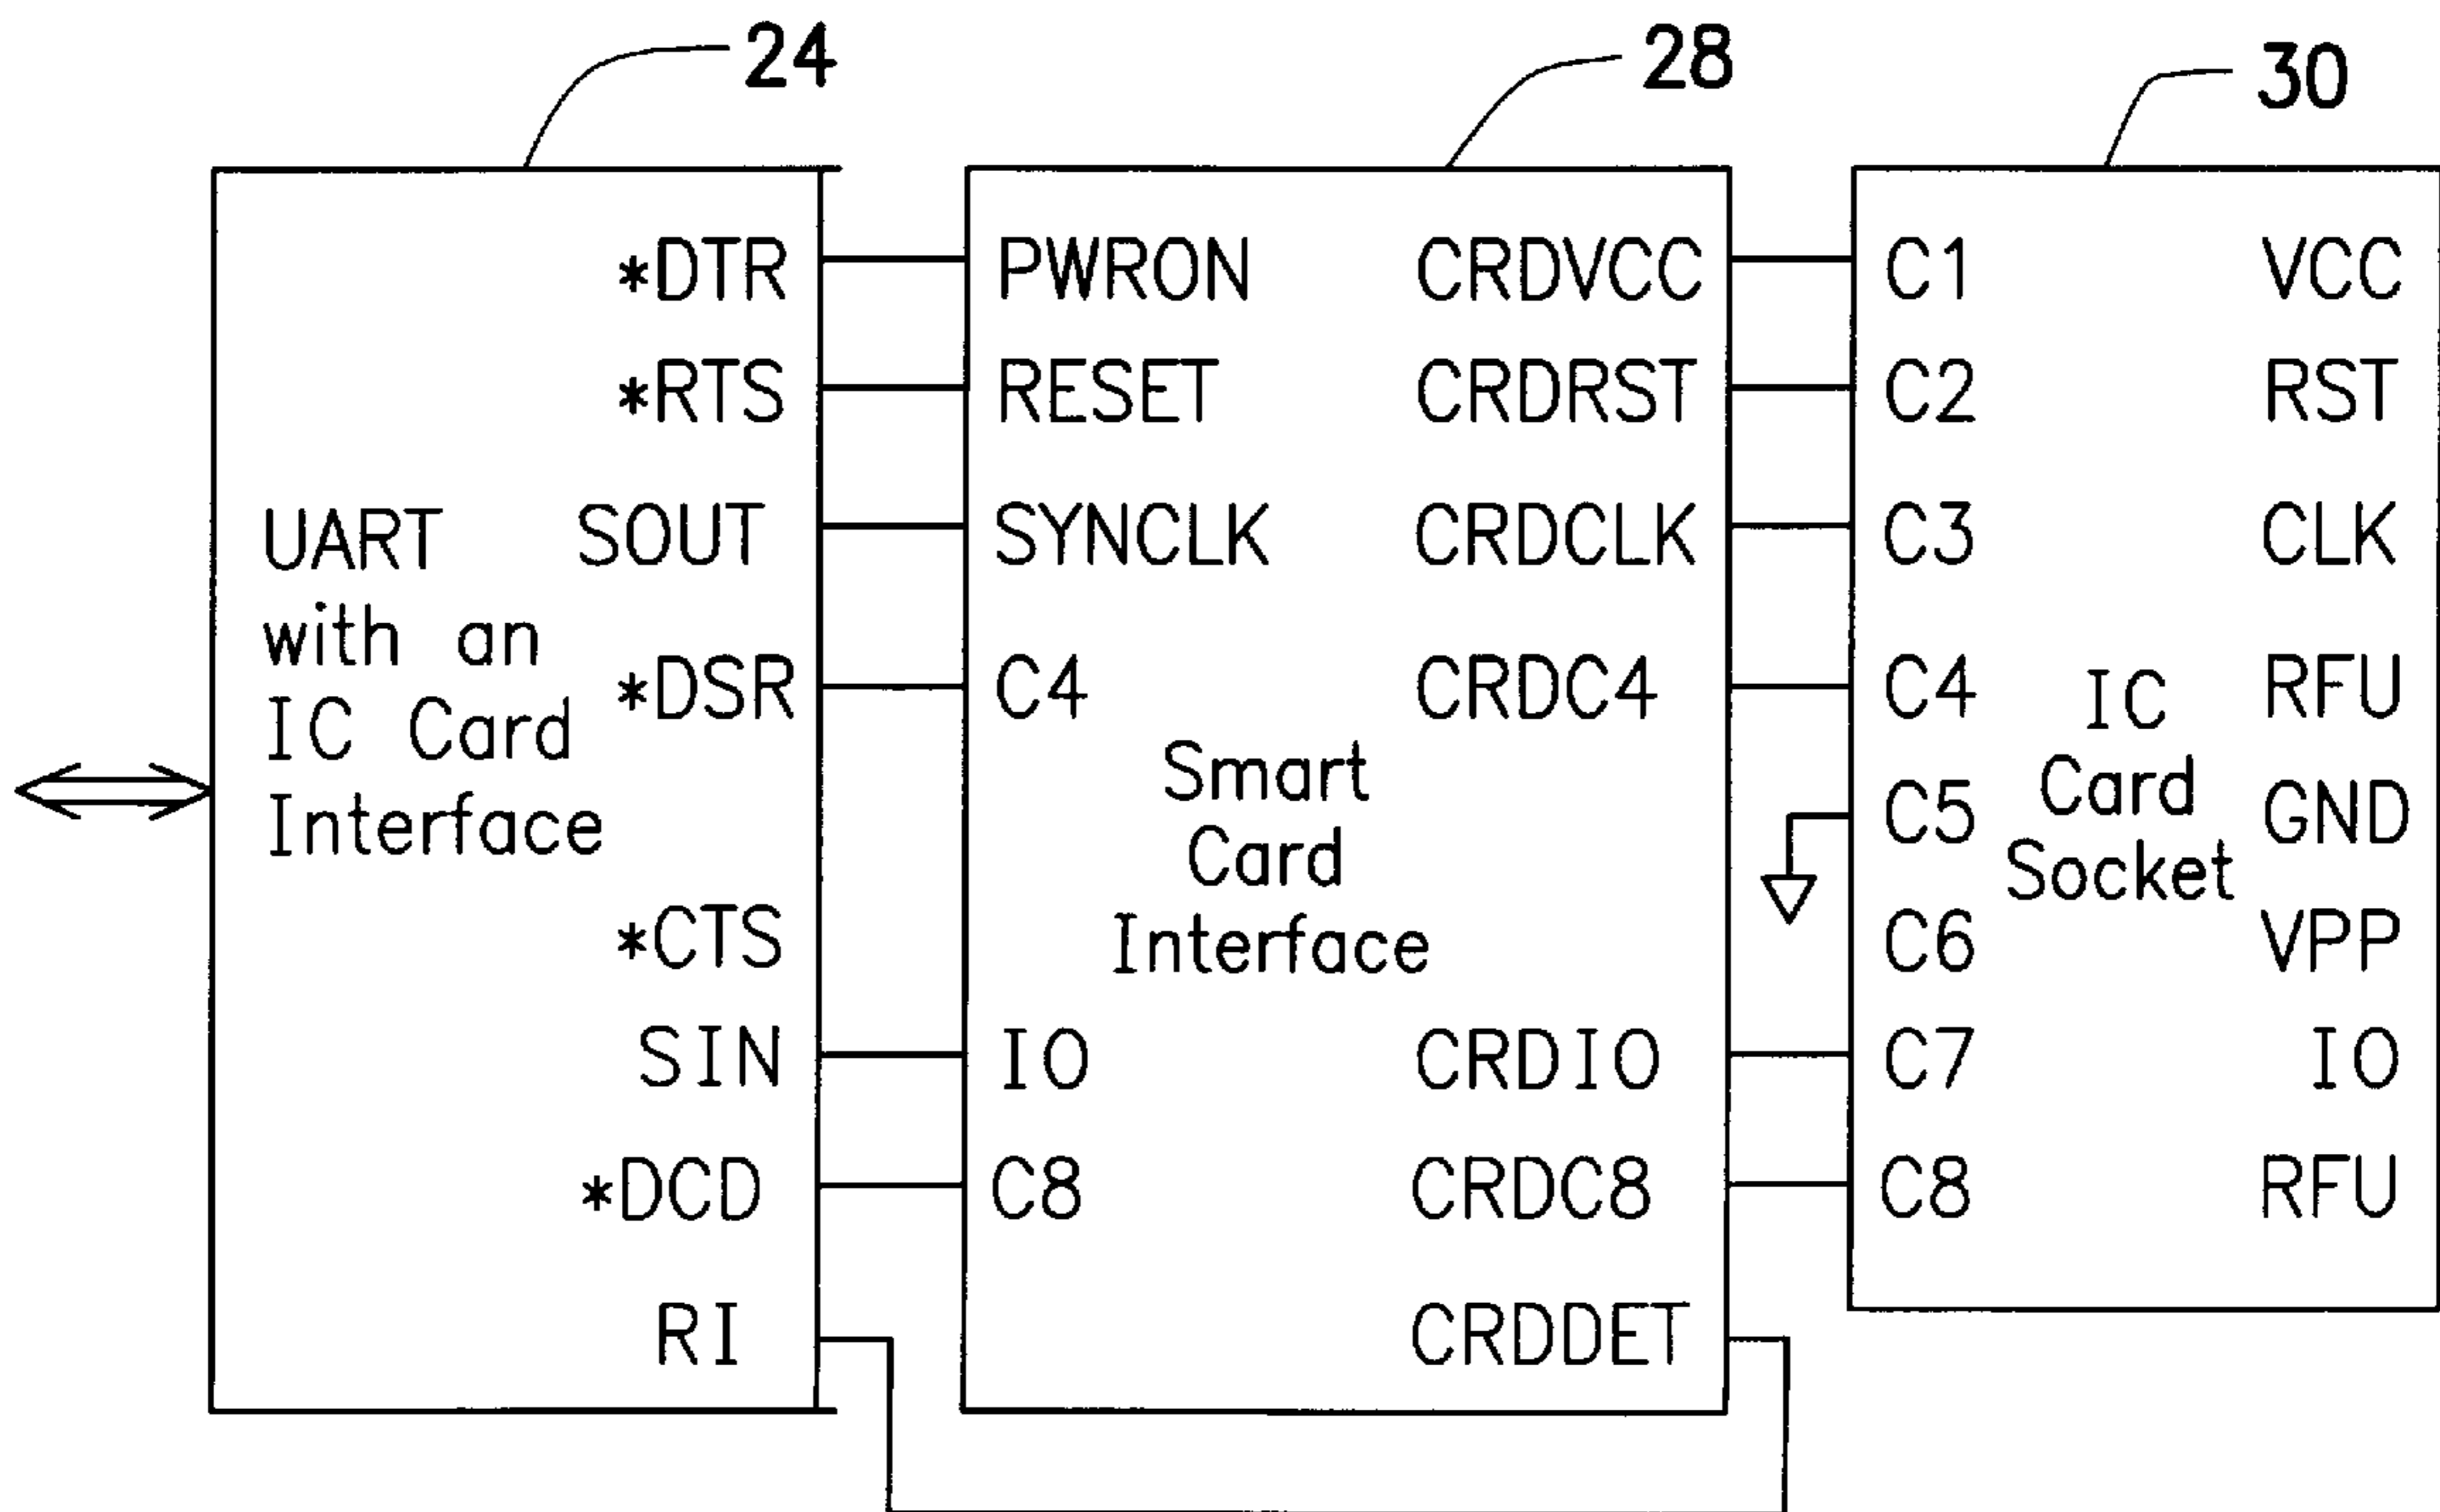 24 28 30
*DTR PWRON CRDVCC C1 VCC
*RTS RESET CRDRST C2 RST
UART SOUT SYNCLK CRDCLK C3 CLK
with an
IC Card
Interface
*DSR C4 CRDC4 C4 RFU
Smart
Card
Interface
IC
Card
Socket
C5 GND
*CTS C6 VPP
SIN IO CRDIO C7 IO
*DCD C8 CRDC8 C8 RFU
RI CRDDET